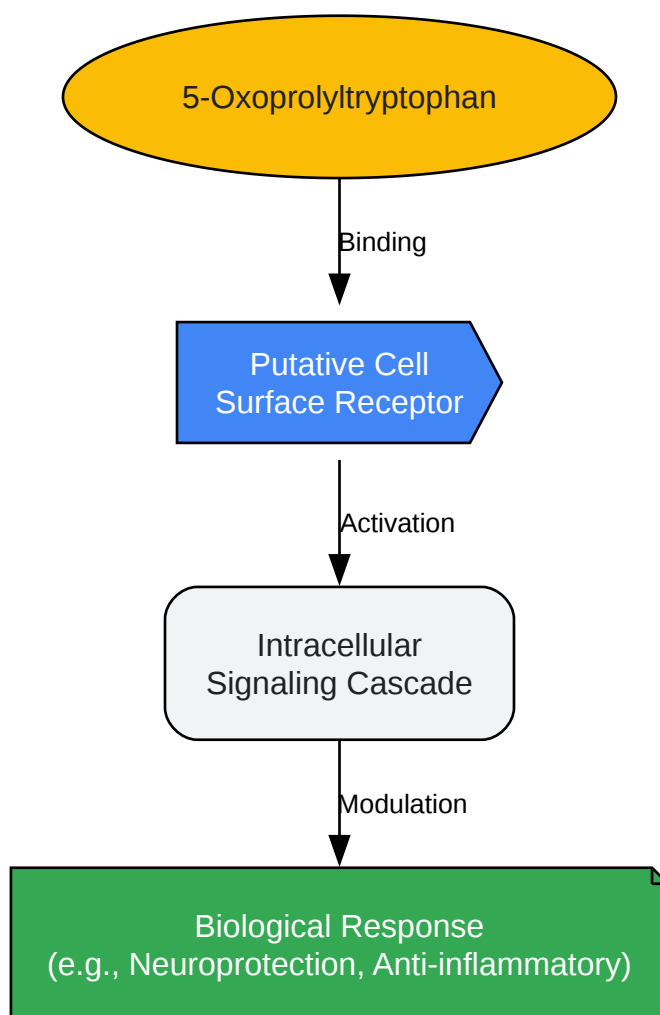 5-Oxoprolyltryptophan
Binding
Putative Cell
Surface Receptor
Activation
Intracellular
Signaling Cascade
Modulation
Biological Response
(e.g., Neuroprotection, Anti-inflammatory)